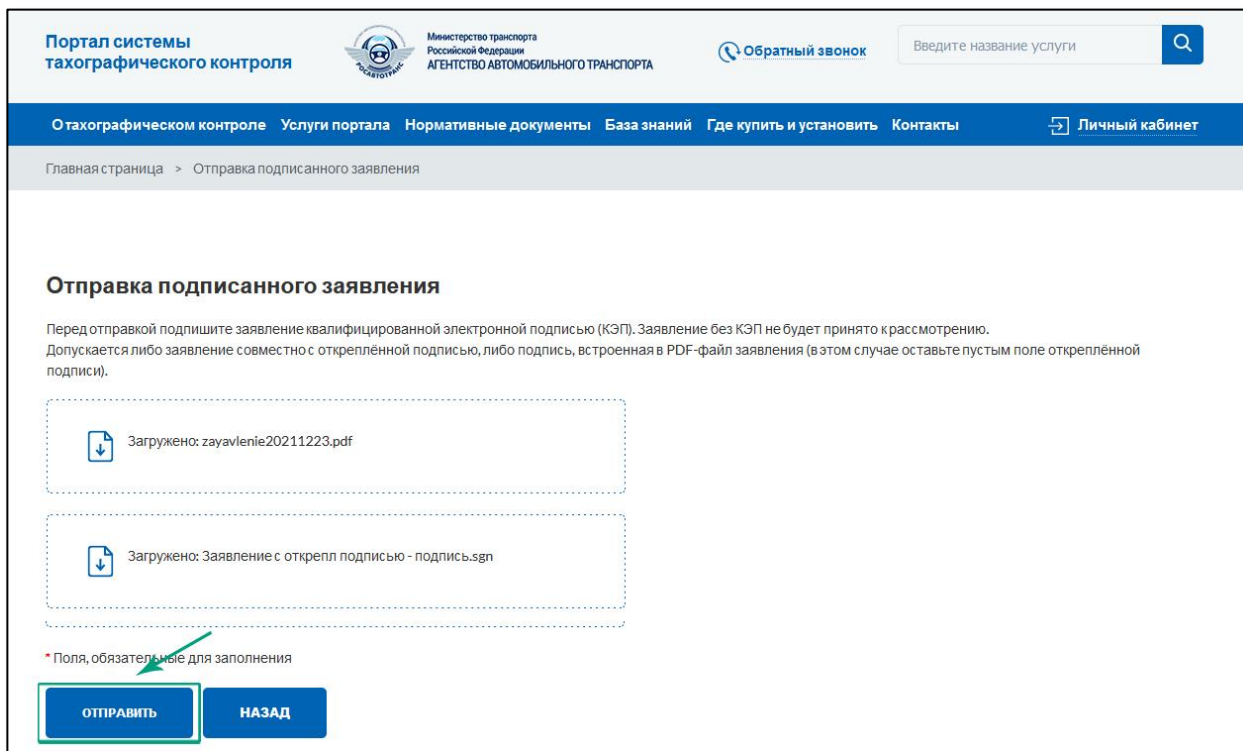 Портал системы
тахографического контроля
РОСАВТОТРАНС
Министерство транспорта
Российской Федерации
АГЕНТСТВО АВТОМОБИЛЬНОГО ТРАНСПОРТА
Обратный звонок
Введите название услуги
О тахографическом контроле Услуги портала Нормативные документы База знаний Где купить и установить Контакты Личный кабинет
Главная страница > Отправка подписанного заявления
Отправка подписанного заявления
Перед отправкой подпишите заявление квалифицированной электронной подписью (КЭП). Заявление без КЭП не будет принято к рассмотрению.
Допускается либо заявление совместно с откреплённой подписью, либо подпись, встроенная в PDF-файл заявления (в этом случае оставьте пустым поле откреплённой
подписи).
Загружено: zayavlenie20211223.pdf
Загружено: Заявление с открепл подписью - подпись.sgn
* Поля, обязательные для заполнения
ОТПРАВИТЬ НАЗАД